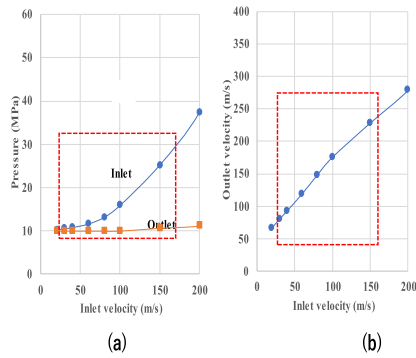 60
50
40
30
20
10
0
Pressure (MPa)
Inlet
Outlet
0 50 100 150 200
Inlet velocity (m/s)
(a)
400
350
300
250
200
150
100
50
0
Outlet velocity (m/s)
0 50 100 150 200
Inlet velocity (m/s)
(b)